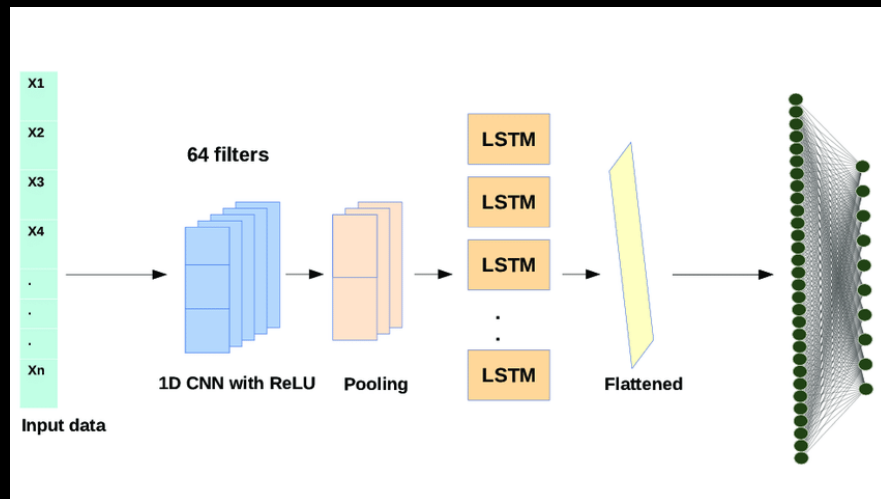 X1
X2
X3
X4
.
.
.
Xn
Input data
64 filters
1D CNN with ReLU
Pooling
LSTM
LSTM
LSTM
.
.
LSTM
Flattened